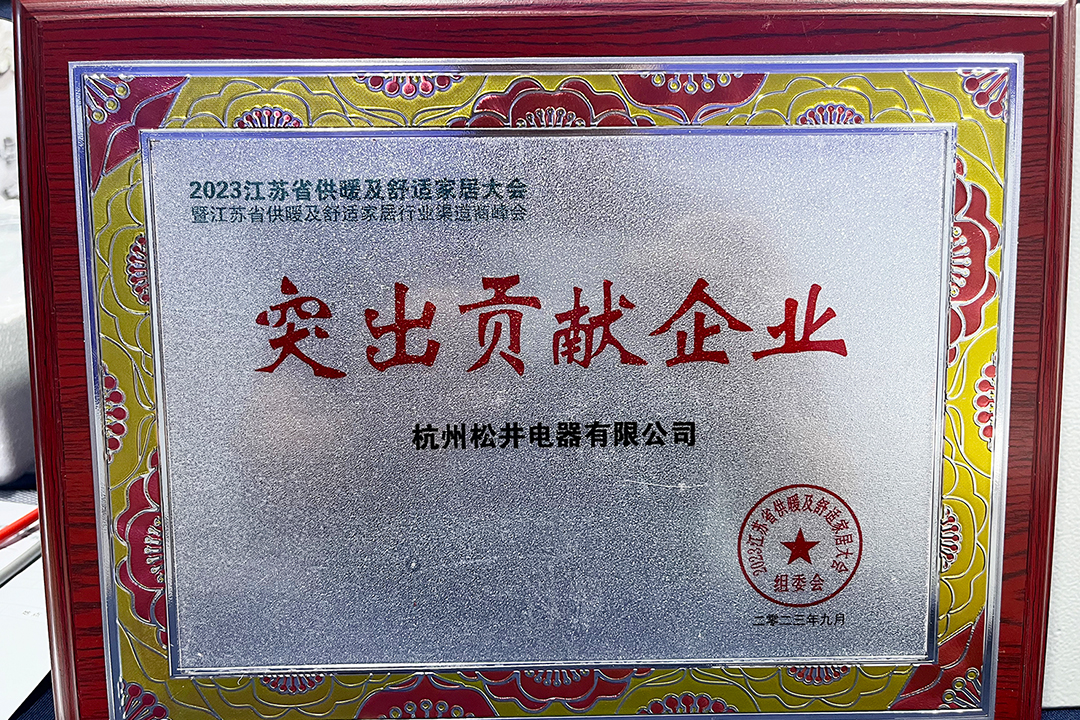 2023江苏省供暖及舒适家居大会
暨江苏省供暖及舒适家居行业渠道商峰会
突出贡献企业
杭州松井电器有限公司
2023江苏省供暖及舒适家居大会
组委会
二零二三年九月